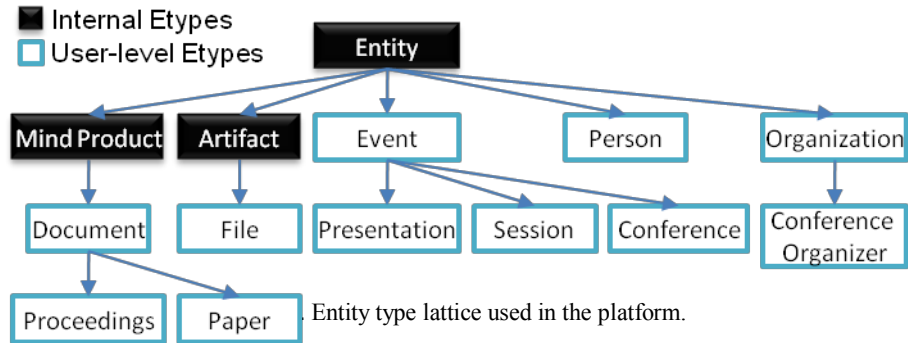 Internal Etypes
User-level Etypes
Entity
Mind Product
Artifact
Event
Person
Organization
Document
File
Presentation
Session
Conference
Conference
Organizer
Proceedings
Paper
. Entity type lattice used in the platform.